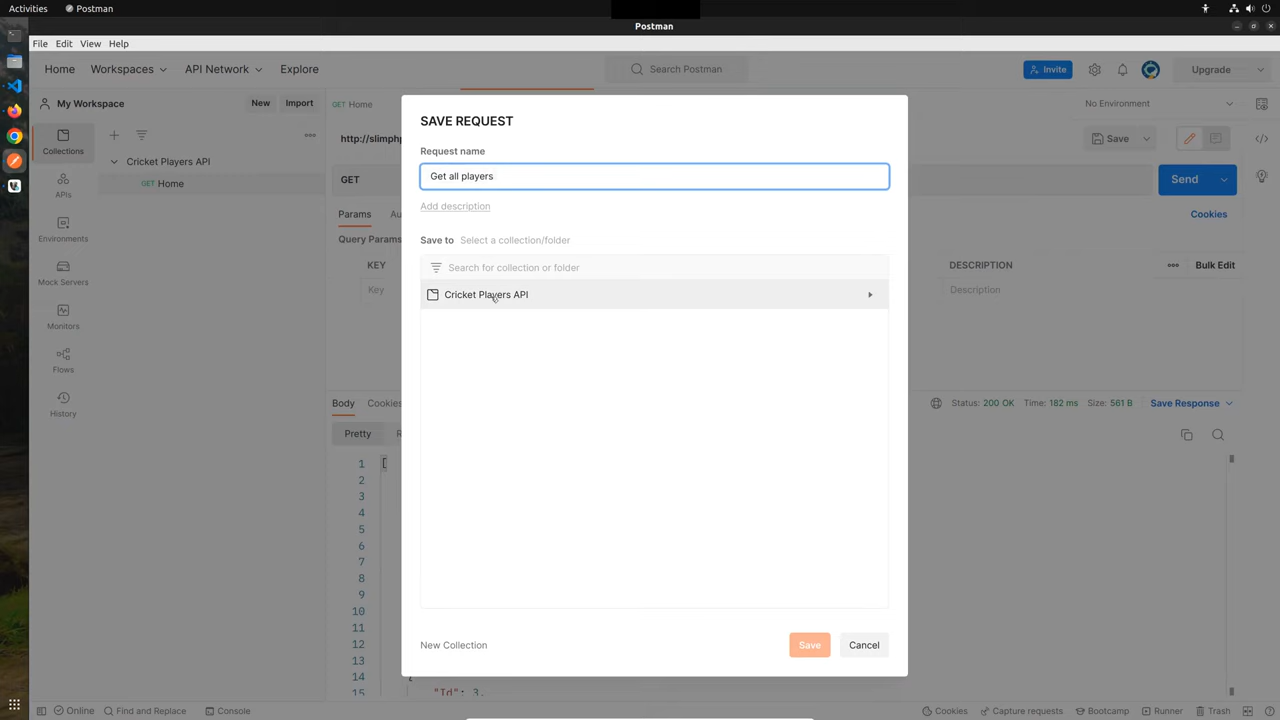 Activities Postman
Postman
File Edit View Help
Home Workspaces API Network Explore Search Postman Invite Upgrade
My Workspace New Import GET Home No Environment
Collections
Cricket Players API
GET Home
APIs
Environments
Mock Servers
Monitors
Flows
History
http://slimph Save
GET Send
Params Au Cookies
Query Params
KEY DESCRIPTION Bulk Edit
Key Description
SAVE REQUEST
Request name
Get all players
Add description
Save to Select a collection/folder
Search for collection or folder
Cricket Players API
New Collection Save Cancel
Body Cookies Status: 200 OK Time: 182 ms Size: 561 B Save Response
Pretty R
1 [
2
3
4
5
6
7
8
9
10
11
12
13
14 {
15 "Id": 3,
Online Find and Replace Console Cookies Capture requests Bootcamp Runner Trash